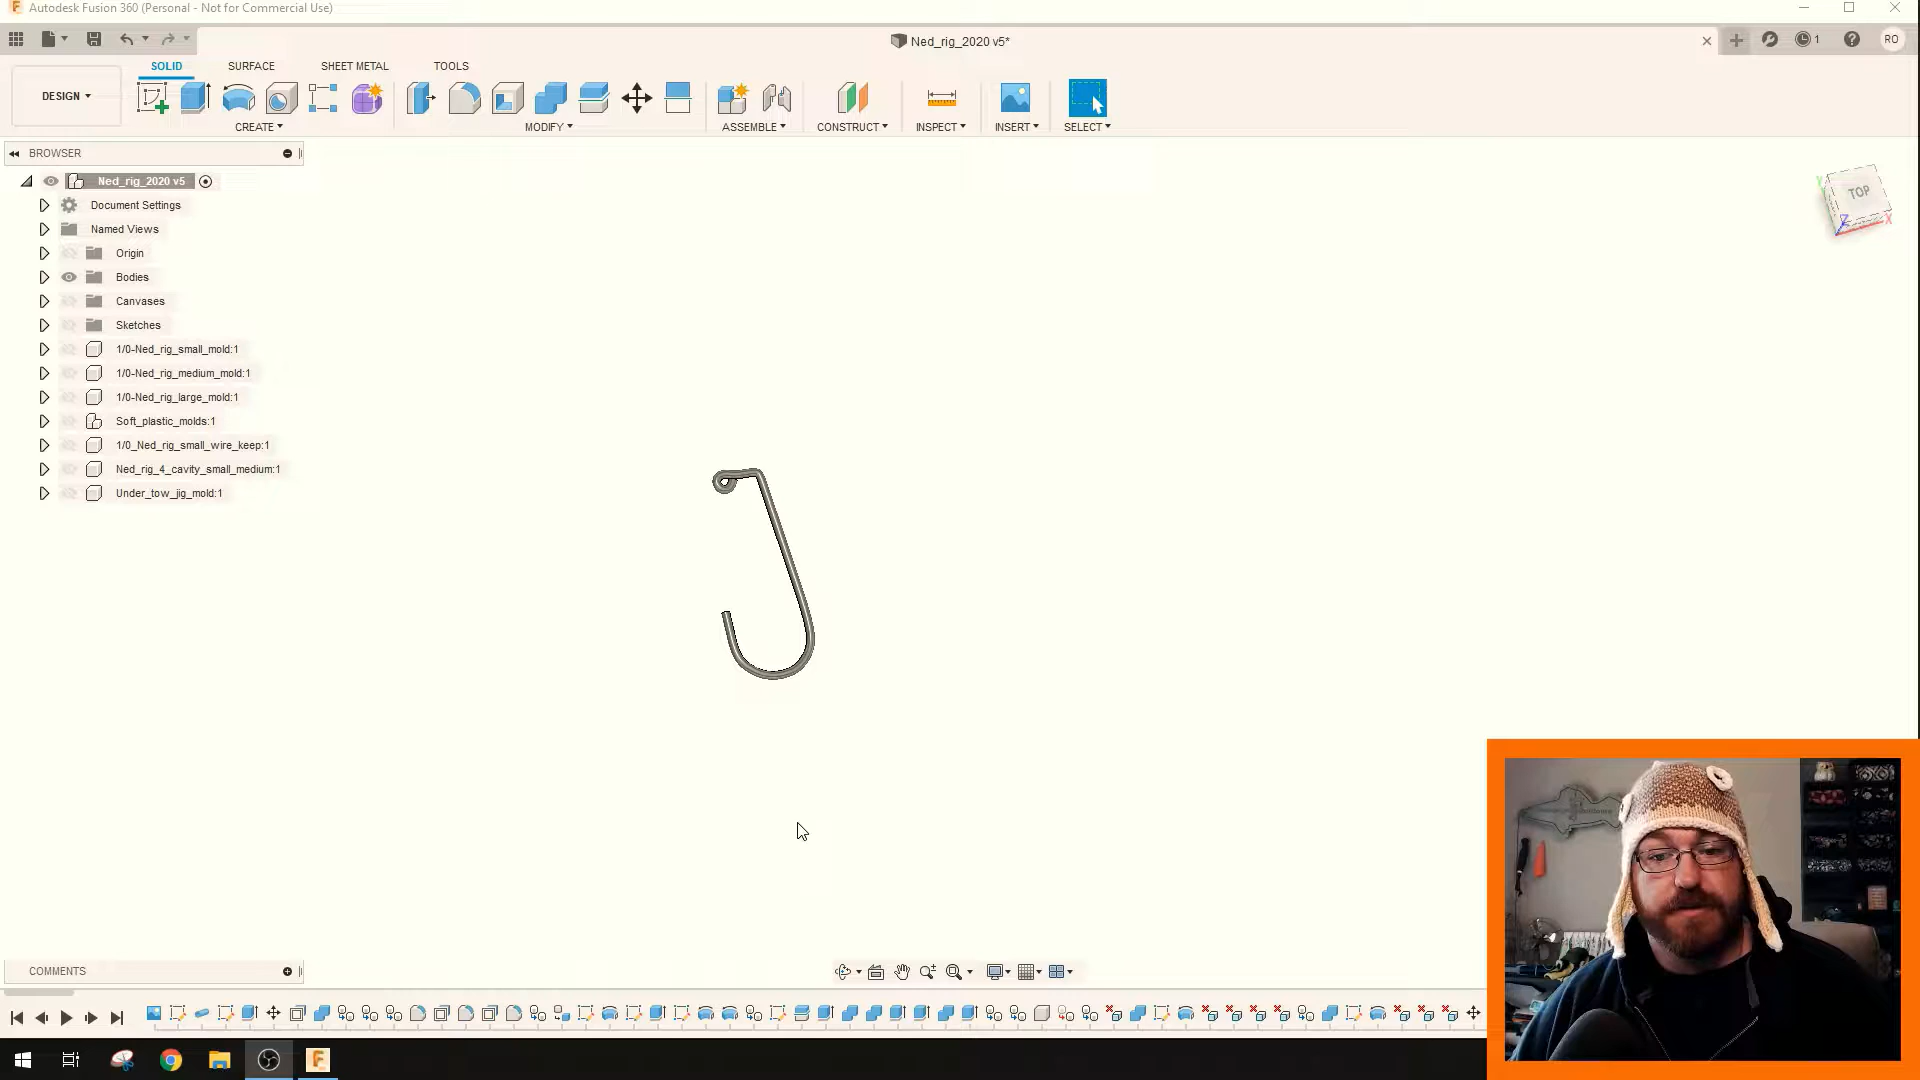 Autodesk Fusion 360 (Personal - Not for Commercial Use)
Ned_rig_2020 v5*
1
RO
SOLID
SURFACE
SHEET METAL
TOOLS
DESIGN
CREATE
MODIFY
ASSEMBLE
CONSTRUCT
INSPECT
INSERT
SELECT
BROWSER
Ned_rig_2020 v5
Document Settings
Named Views
Origin
Bodies
Canvases
Sketches
1/0-Ned_rig_small_mold:1
1/0-Ned_rig_medium_mold:1
1/0-Ned_rig_large_mold:1
Soft_plastic_molds:1
1/0_Ned_rig_small_wire_keep:1
Ned_rig_4_cavity_small_medium:1
Under_tow_jig_mold:1
TOP
Y
Z
X
COMMENTS